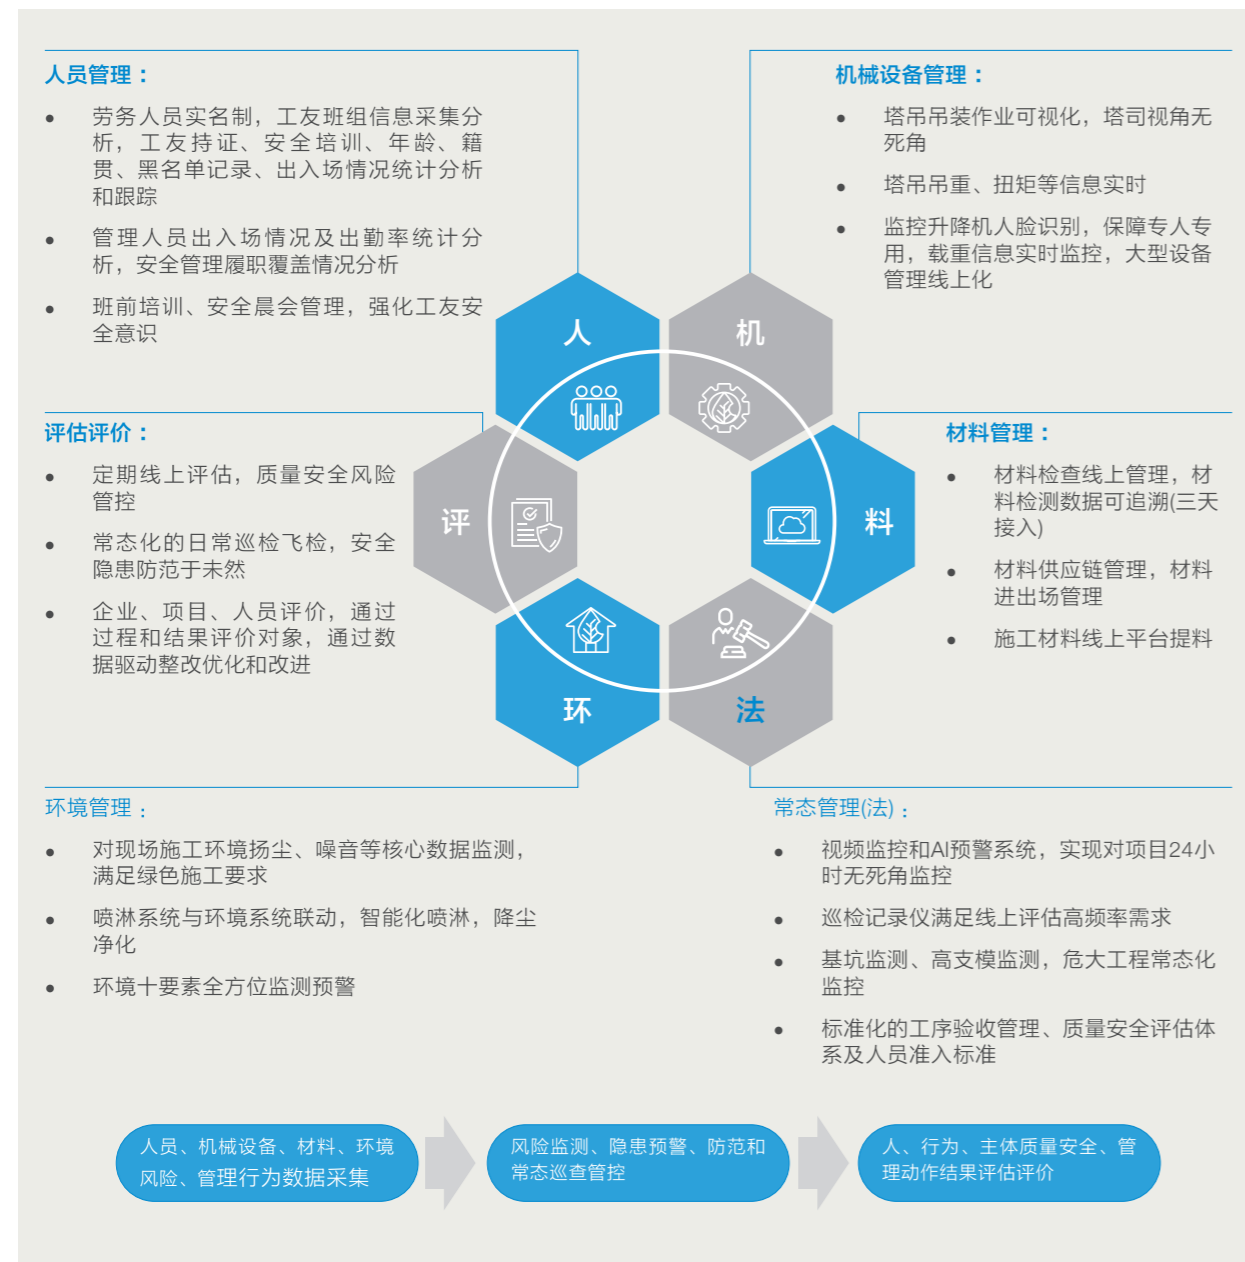 人员管理：
● 劳务人员实名制，工友班组信息采集分
析，工友持证、安全培训、年龄、籍
贯、黑名单记录、出入场情况统计分析
和跟踪
● 管理人员出入场情况及出勤率统计分
析，安全管理履职覆盖情况分析
● 班前培训、安全晨会管理，强化工友安
全意识
机械设备管理：
● 塔吊吊装作业可视化，塔司视角无
死角
● 塔吊吊重、扭矩等信息实时
● 监控升降机人脸识别，保障专人专
用，载重信息实时监控，大型设备
管理线上化
人
机
评估评价：
● 定期线上评估，质量安全风险
管控
● 常态化的日常巡检飞检，安全
隐患防范于未然
● 企业、项目、人员评价，通过
过程和结果评价对象，通过数
据驱动整改优化和改进
评
料
材料管理：
● 材料检查线上管理，材
料检测数据可追溯(三天
接入)
● 材料供应链管理，材料
进出场管理
● 施工材料线上平台提料
环
法
环境管理：
● 对现场施工环境扬尘、噪音等核心数据监测，
满足绿色施工要求
● 喷淋系统与环境系统联动，智能化喷淋，降尘
净化
● 环境十要素全方位监测预警
常态管理(法)：
● 视频监控和AI预警系统，实现对项目24小
时无死角监控
● 巡检记录仪满足线上评估高频率需求
● 基坑监测、高支模监测，危大工程常态化
监控
● 标准化的工序验收管理、质量安全评估体
系及人员准入标准
人员、机械设备、材料、环境
风险、管理行为数据采集
风险监测、隐患预警、防范和
常态巡查管控
人、行为、主体质量安全、管
理动作结果评估评价